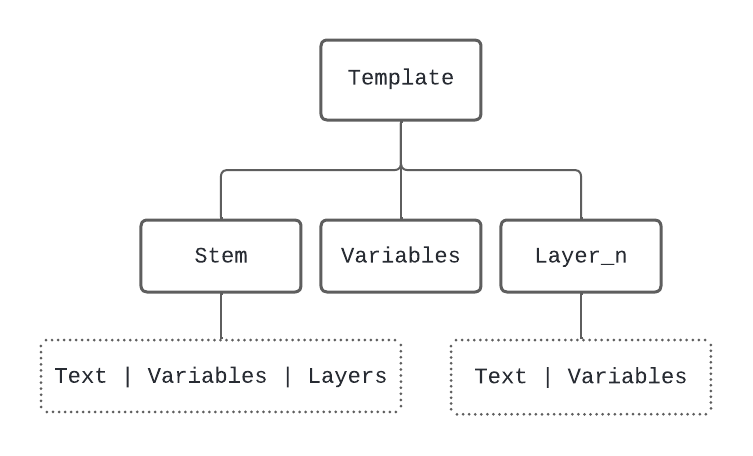 Template
Stem
Variables
Layer_n
Text | Variables | Layers
Text | Variables